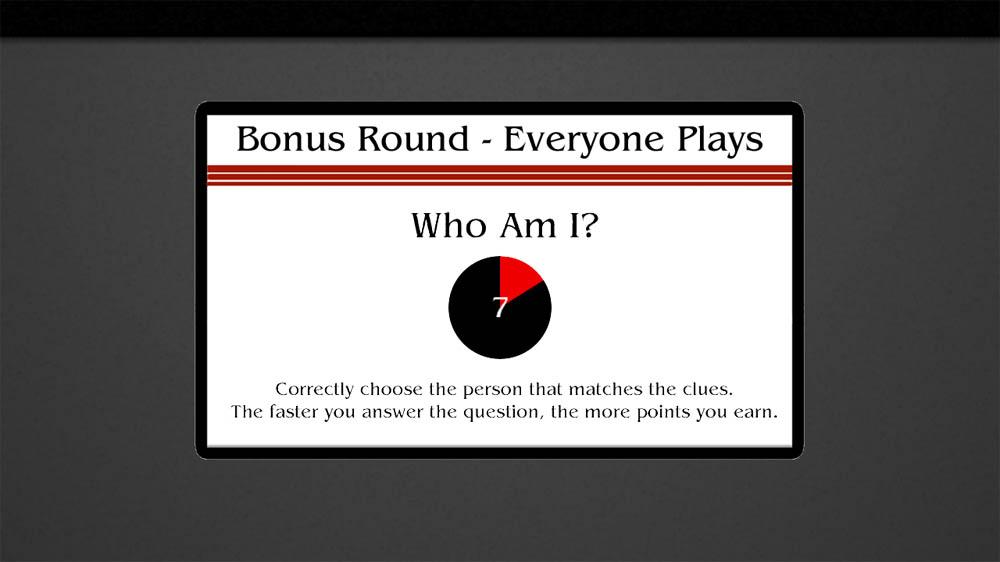 Bonus Round - Everyone Plays
Who Am I?
7
Correctly choose the person that matches the clues.
The faster you answer the question, the more points you earn.